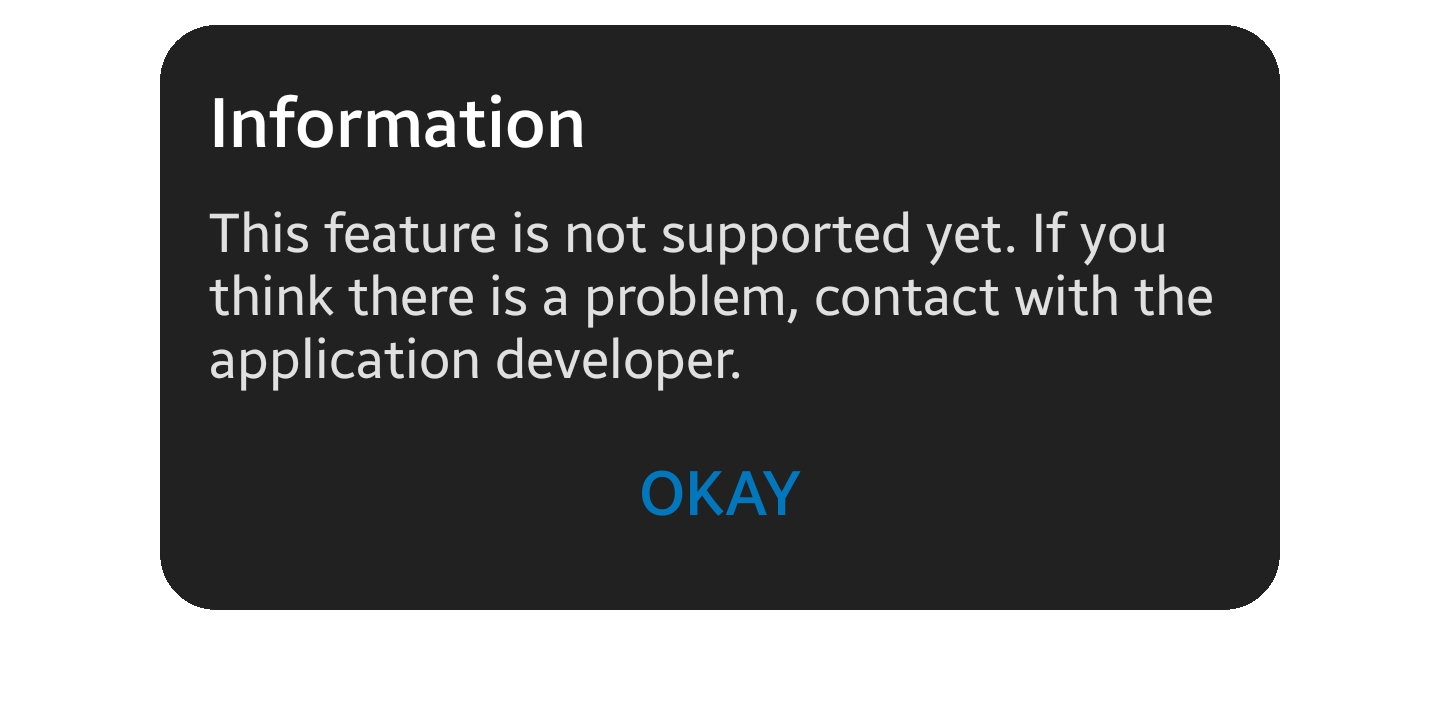 Information
This feature is not supported yet. If you
think there is a problem, contact with the
application developer.
OKAY